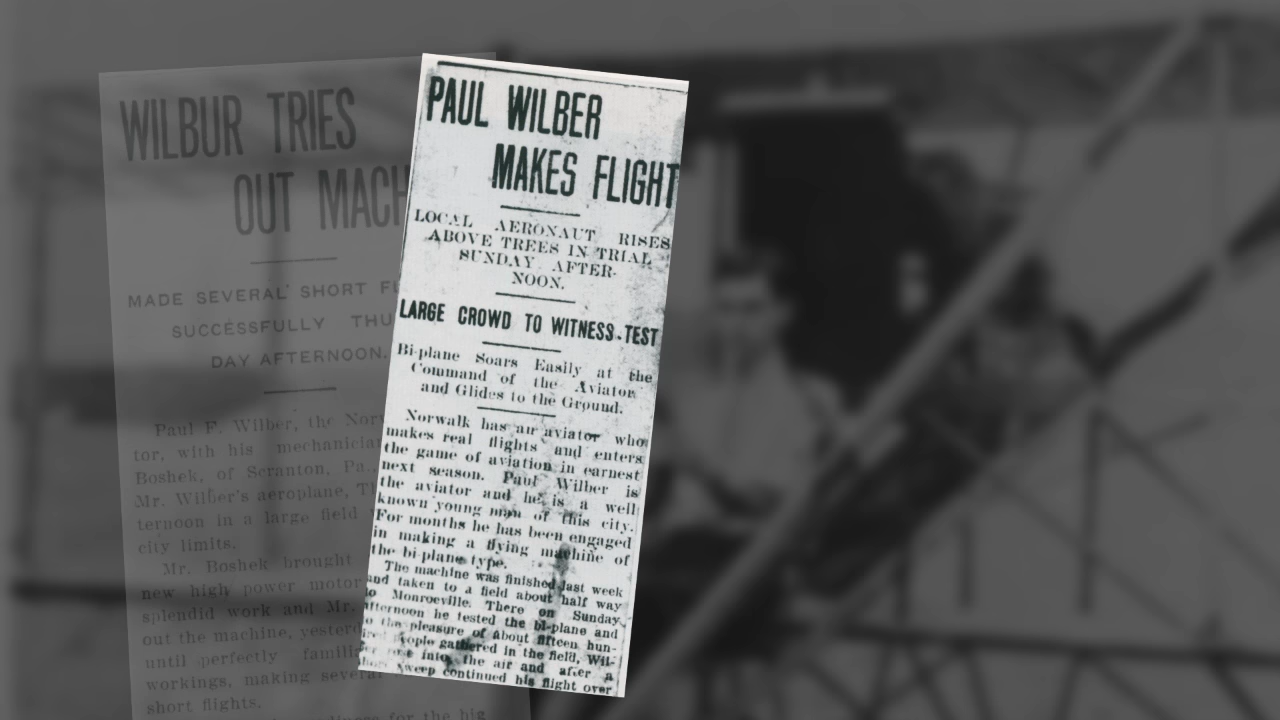 WILBUR TRIES
OUT MACH
MADE SEVERAL SHORT
SUCCESSFULLY THU
DAY AFTERNOON.
Paul F. Wilber, the Nor
tor, with his mechanician
Boshek, of Scranton, Pa.
Mr. Wilber's aeroplane, T
ternoon in a large field
city limits.
Mr. Boshek brought
new high power motor
splendid work and Mr.
out the machine, yester
until perfectly famil
workings, making several
short flights.
for the big
PAUL WILBER
MAKES FLIGHT
LOCAL AERONAUT RISES
ABOVE TREES IN TRIAL
SUNDAY AFTER-
NOON.
LARGE CROWD TO WITNESS TEST
Bi-plane Soars Easily at the
Command of the Aviator
and Glides to the Ground.
Norwalk has an aviator who
makes real flights and enters
the game of aviation in earnest
next season. Paul Wilber is
the aviator and he is a well
known young man of this city.
For months he has been engaged
in making a flying machine of
the bi-plane type.
The machine was finished last week
and taken to a field about half way
to Monroeville. There on Sunday
afternoon he tested the bi-plane and
to the pleasure of about fifteen hun-
people gathered in the field, Wil-
into the air and after a
sweep continued his flight over